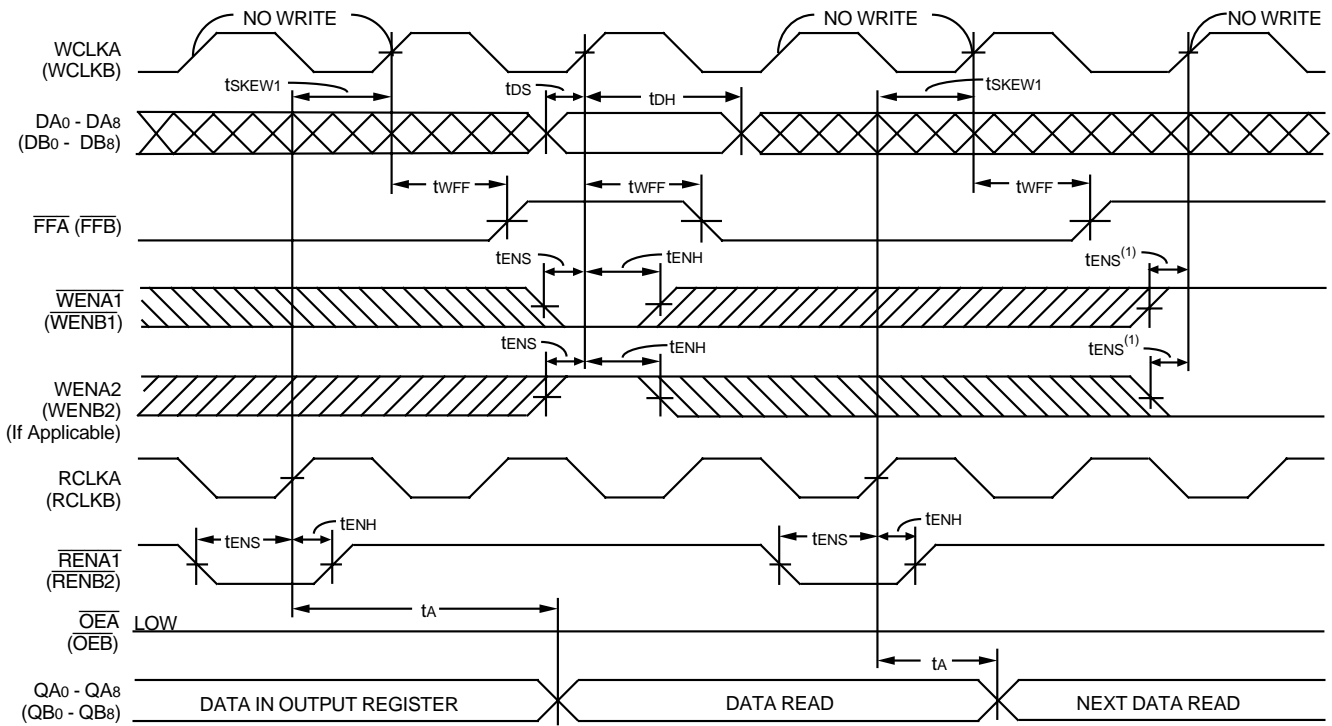 NO WRITE NO WRITE NO WRITE
WCLKA
(WCLKB)
tSKEW1 tDS tDH tSKEW1
DA0 - DA8
(DB0 - DB8)
tWFF tWFF tWFF
FFA (FFB)
tENS tENH tENS(1)
WENA1
(WENB1)
tENS tENH tENS(1)
WENA2
(WENB2)
(If Applicable)
RCLKA
(RCLKB)
tENS tENH tENS tENH
RENA1
(RENB2)
tA
OEA LOW
(OEB)
tA
QA0 - QA8
(QB0 - QB8)
DATA IN OUTPUT REGISTER DATA READ NEXT DATA READ